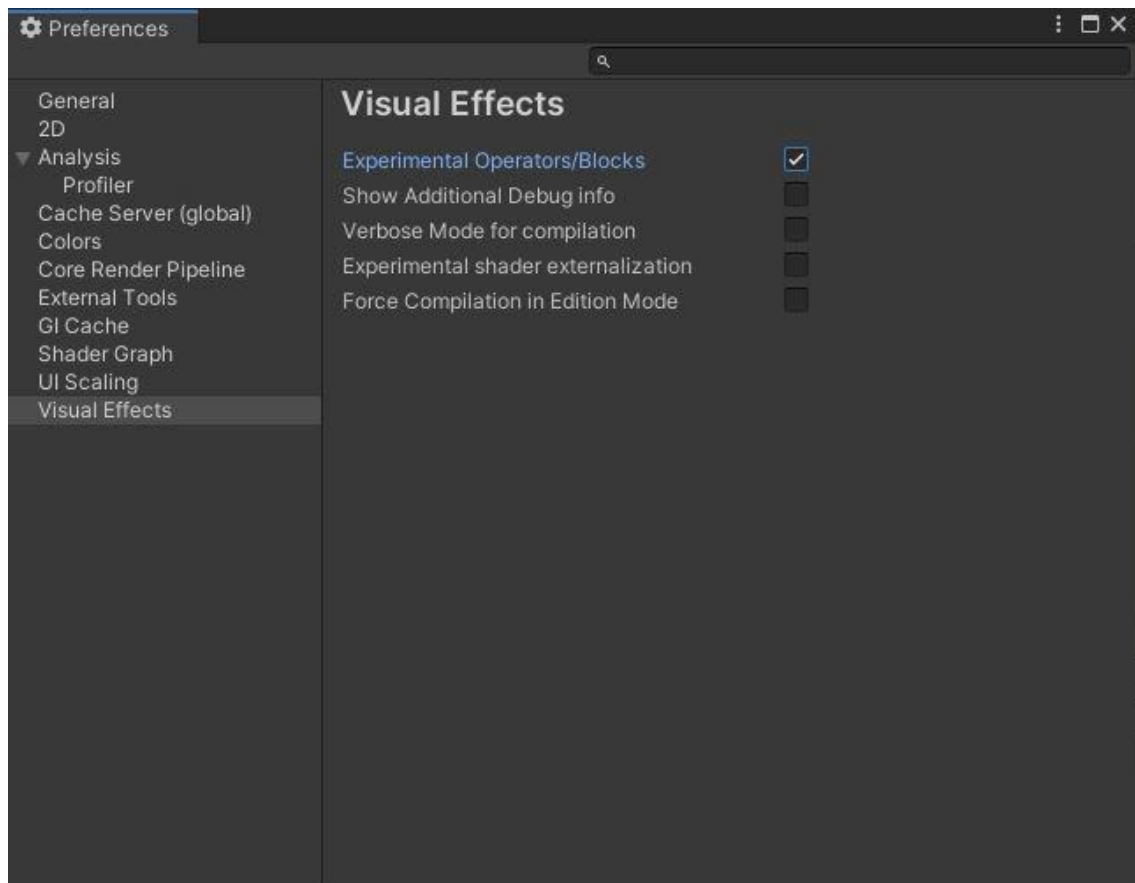 Preferences
General
2D
Analysis
Profiler
Cache Server (global)
Colors
Core Render Pipeline
External Tools
GI Cache
Shader Graph
UI Scaling
Visual Effects
Visual Effects
Experimental Operators/Blocks
Show Additional Debug info
Verbose Mode for compilation
Experimental shader externalization
Force Compilation in Edition Mode